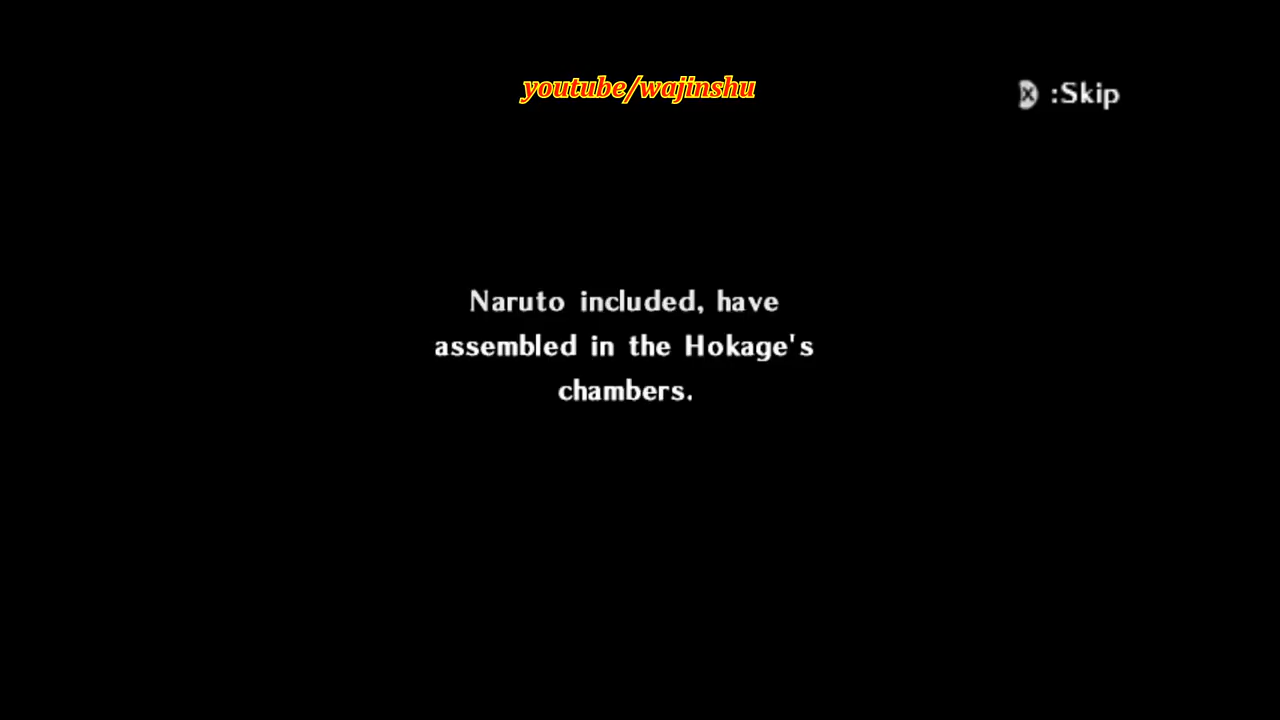 youtube/wajinshu
X :Skip
Naruto included, have
assembled in the Hokage's
chambers.